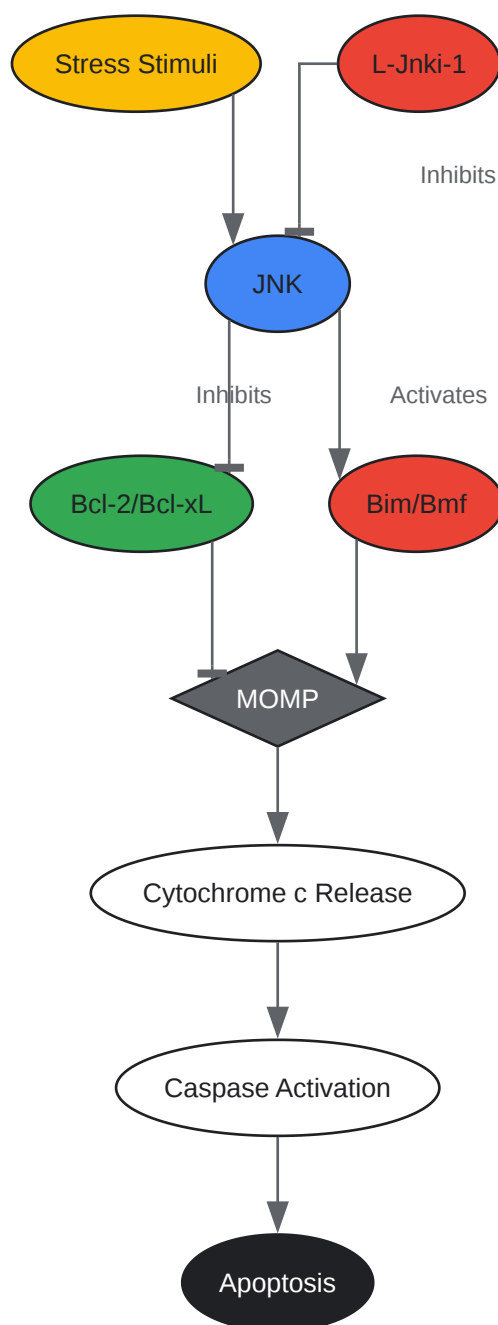 Stress Stimuli
L-Jnki-1
Inhibits
JNK
Inhibits
Activates
Bcl-2/Bcl-xL
Bim/Bmf
MOMP
Cytochrome c Release
Caspase Activation
Apoptosis